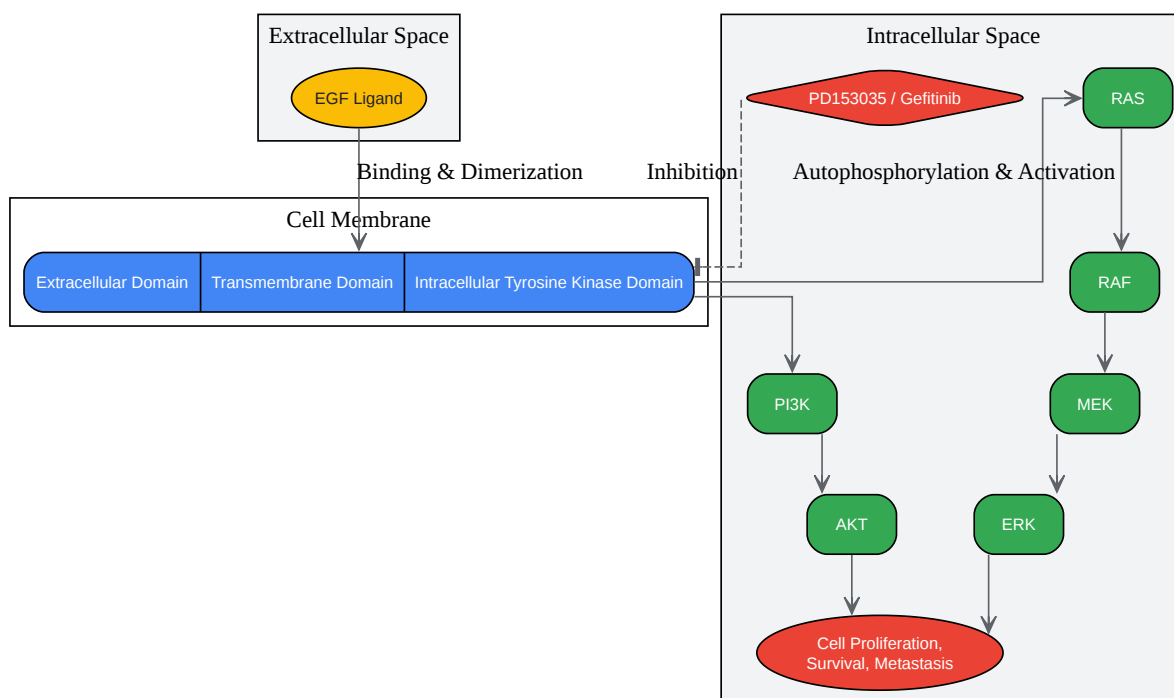 Extracellular Space
Intracellular Space
EGF Ligand
PD153035 / Gefitinib
RAS
Binding & Dimerization
Inhibition
Autophosphorylation & Activation
Cell Membrane
Extracellular Domain
Transmembrane Domain
Intracellular Tyrosine Kinase Domain
RAF
PI3K
MEK
AKT
ERK
Cell Proliferation,
Survival, Metastasis